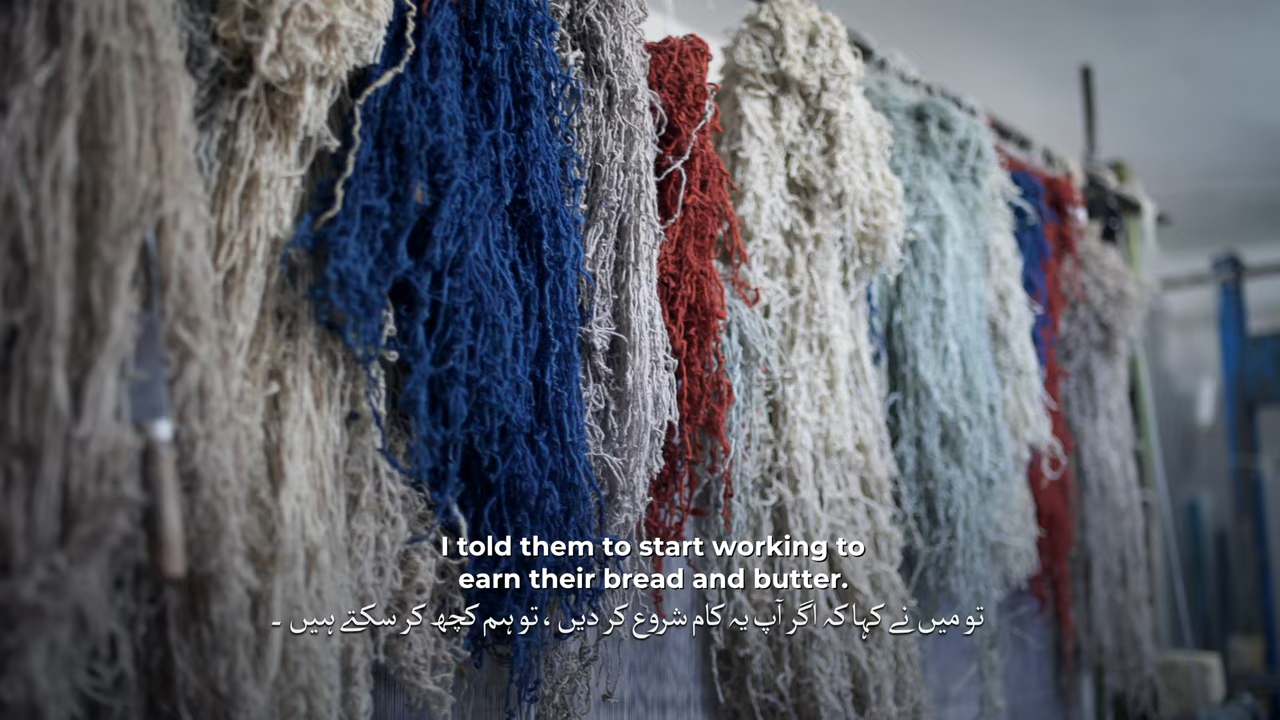 I told them to start working to
earn their bread and butter.
تو میں نے کہا کہ اگر آپ یہ کام شروع کر دیں ، تو ہم کچھ کر سکتے ہیں ۔